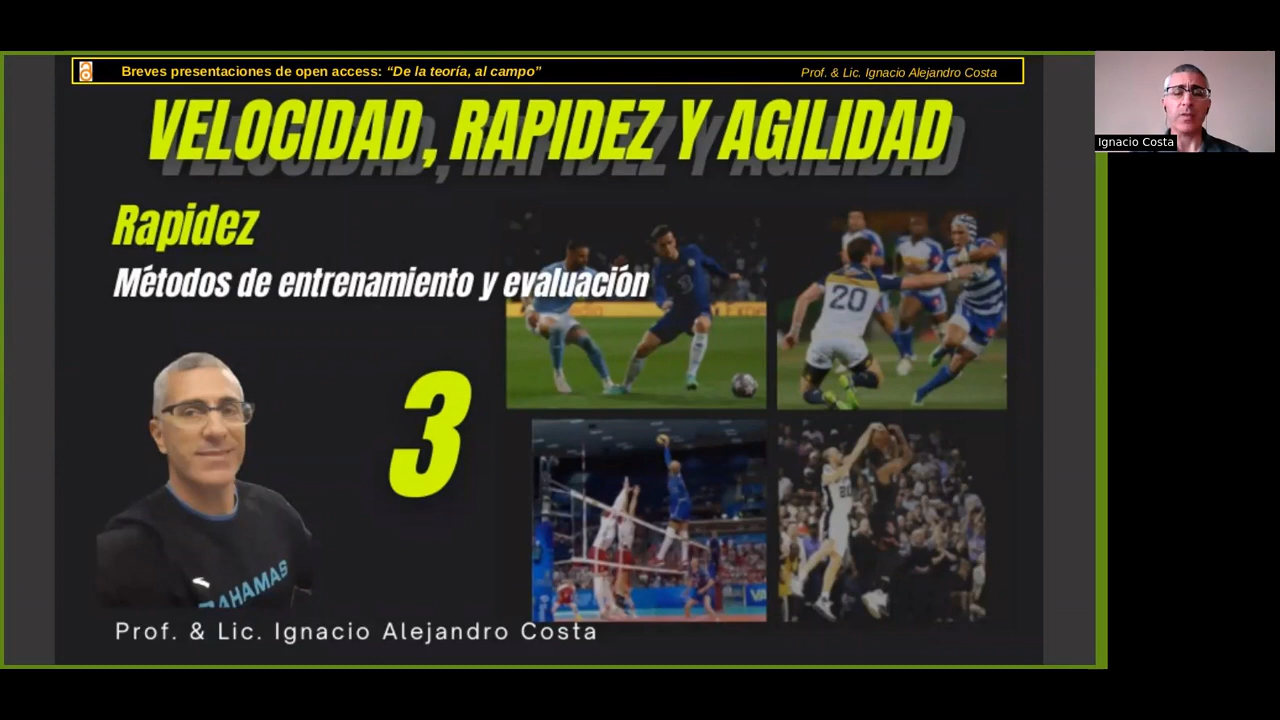 Breves presentaciones de open access: “De la teoría, al campo”
Prof. & Lic. Ignacio Alejandro Costa
VELOCIDAD, RAPIDEZ Y AGILIDAD
Ignacio Costa
Rapidez
Métodos de entrenamiento y evaluación
20
3
BAHAMAS
Prof. & Lic. Ignacio Alejandro Costa